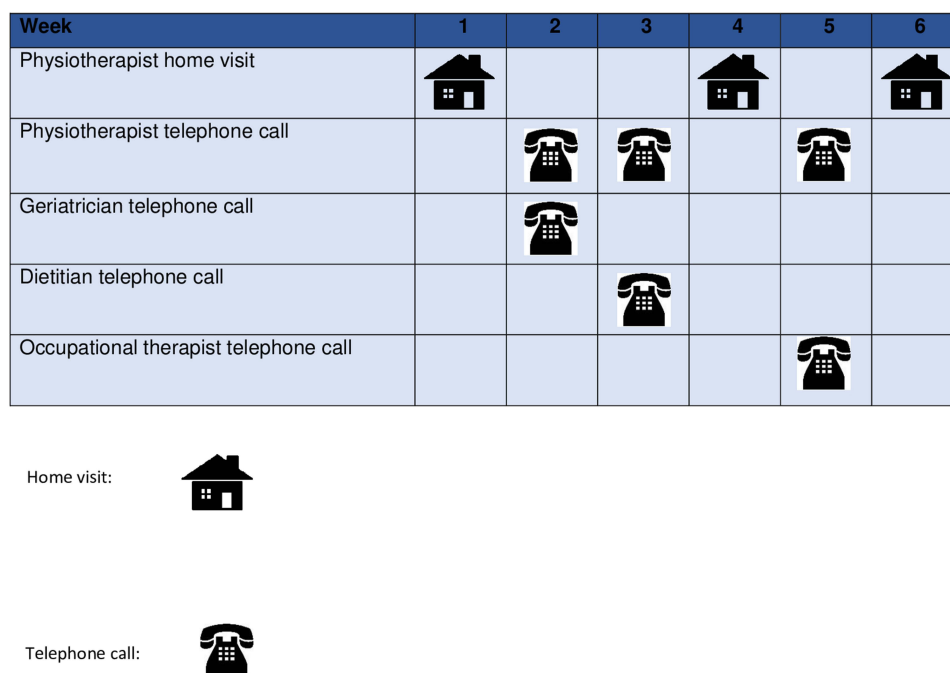 Week 1 2 3 4 5 6
Physiotherapist home visit
Physiotherapist telephone call
Geriatrician telephone call
Dietitian telephone call
Occupational therapist telephone call
Home visit:
Telephone call: